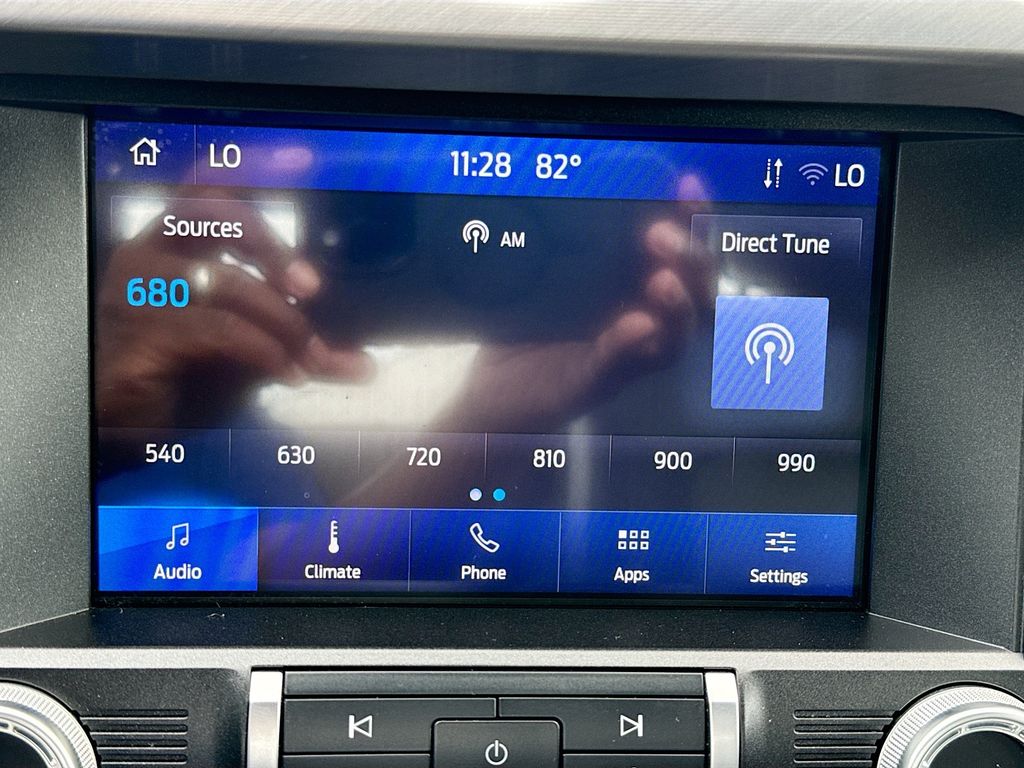 LO 11:28 82° LO
Sources AM Direct Tune
680
540 630 720 810 900 990
Audio Climate Phone Apps Settings